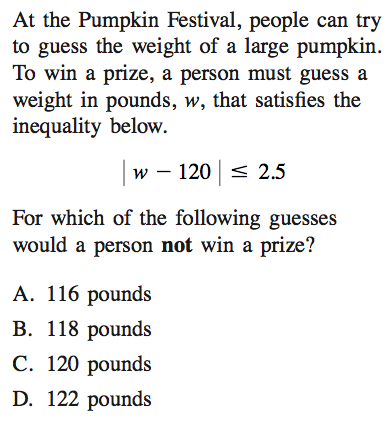 At the Pumpkin Festival, people can try
to guess the weight of a large pumpkin.
To win a prize, a person must guess a
weight in pounds, w, that satisfies the
inequality below.
| w − 120 | ≤ 2.5
For which of the following guesses
would a person not win a prize?
A. 116 pounds
B. 118 pounds
C. 120 pounds
D. 122 pounds